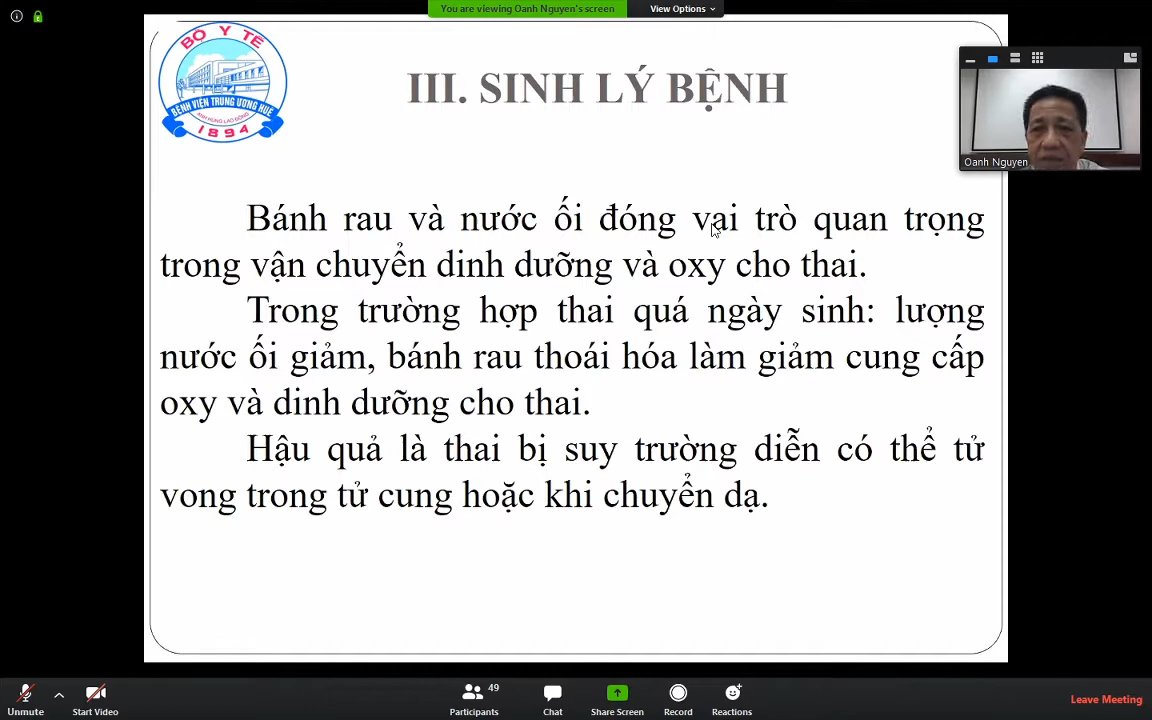 You are viewing Oanh Nguyen's screen
View Options
BỘ Y TẾ
BỆNH VIỆN TRUNG ƯƠNG HUẾ
ANH HÙNG LAO ĐỘNG
1894
III. SINH LÝ BỆNH
Oanh Nguyen
Bánh rau và nước ối đóng vai trò quan trọng
trong vận chuyển dinh dưỡng và oxy cho thai.
Trong trường hợp thai quá ngày sinh: lượng
nước ối giảm, bánh rau thoái hóa làm giảm cung cấp
oxy và dinh dưỡng cho thai.
Hậu quả là thai bị suy trường diễn có thể tử
vong trong tử cung hoặc khi chuyển dạ.
49
Unmute
Start Video
Participants
Chat
Share Screen
Record
Reactions
Leave Meeting